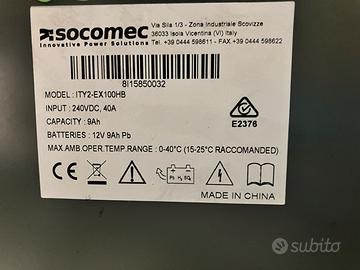 socomec
Innovative Power Solutions
Via Sila 1/3 - Zona Industriale Scovizze
36033 Isola Vicentina (VI) Italy
Tel. +39 0444 598611 - Fax +39 0444 598622
8I15850032
MODEL : ITY2-EX100HB
INPUT : 240VDC, 40A
CAPACITY : 9Ah
BATTERIES : 12V 9Ah Pb
MAX.AMB.OPER.TEMP.RANGE : 0-40°C (15-25°C RACCOMANDED)
E2376
CE
Pb H₂ SO₄
MADE IN CHINA
subito